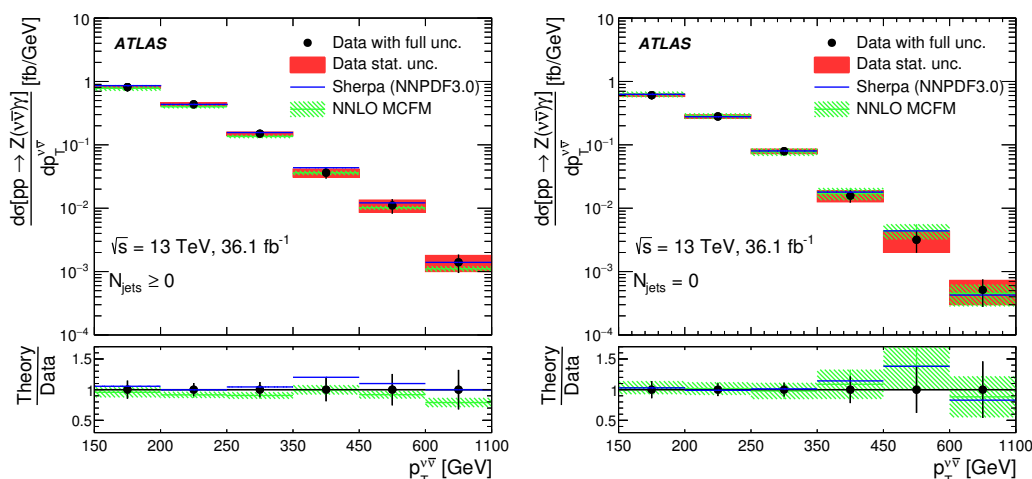 ATLAS
Data with full unc.
Data stat. unc.
Sherpa (NNPDF3.0)
NNLO MCFM
dσ[pp → Z(νν̅)γ] [fb/GeV]
dp_T^{νν̅}
10
1
10⁻¹
10⁻²
10⁻³
10⁻⁴
√s = 13 TeV, 36.1 fb⁻¹
N_jets ≥ 0
Theory
Data
1.5
1
0.5
150 200 250 350 450 600 1100
p_T^{νν̅} [GeV]
ATLAS
Data with full unc.
Data stat. unc.
Sherpa (NNPDF3.0)
NNLO MCFM
dσ[pp → Z(νν̅)γ] [fb/GeV]
dp_T^{νν̅}
10
1
10⁻¹
10⁻²
10⁻³
10⁻⁴
√s = 13 TeV, 36.1 fb⁻¹
N_jets = 0
Theory
Data
1.5
1
0.5
150 200 250 350 450 600 1100
p_T^{νν̅} [GeV]